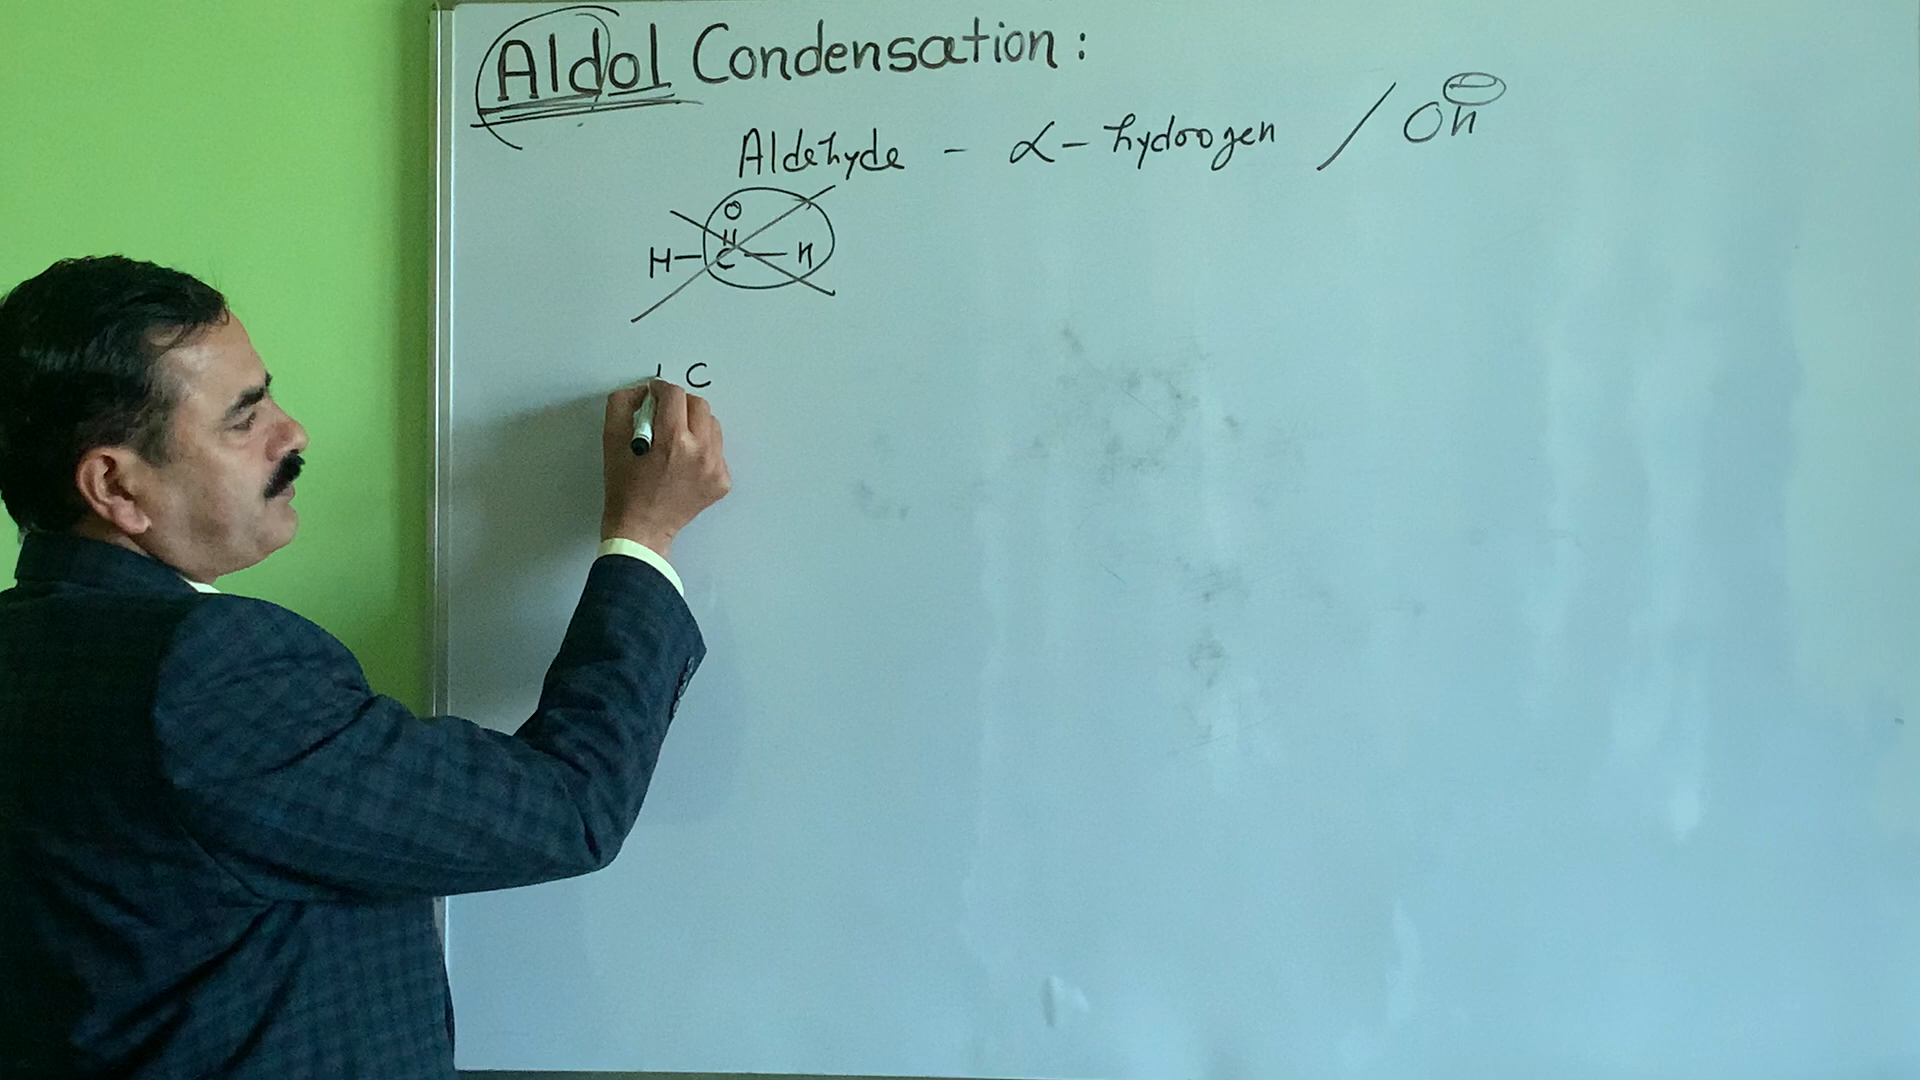 Aldol Condensation:
Aldehyde - α- hydrogen / OH⊖
O
||
H-C-H
C